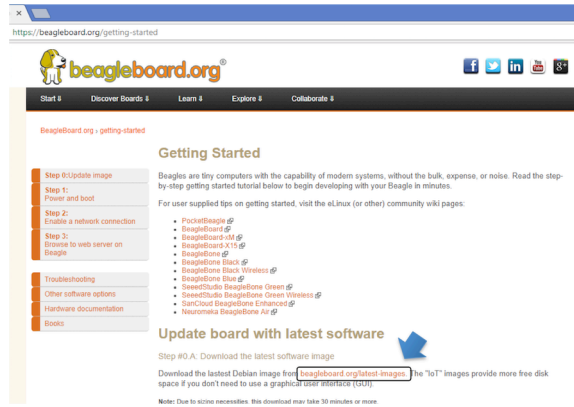 https://beagleboard.org/getting-started
beagleboard.org®
Start
Discover Boards
Learn
Explore
Collaborate
BeagleBoard.org › getting-started
Getting Started
Step 0:Update image
Step 1:
Power and boot
Step 2:
Enable a network connection
Step 3:
Browse to web server on
Beagle
Troubleshooting
Other software options
Hardware documentation
Books
Beagles are tiny computers with the capability of modern systems, without the bulk, expense, or noise. Read the step-
by-step getting started tutorial below to begin developing with your Beagle in minutes.
For user supplied tips on getting started, visit the eLinux (or other) community wiki pages:
PocketBeagle
BeagleBoard
BeagleBoard-xM
BeagleBoard-X15
BeagleBone
BeagleBone Black
BeagleBone Black Wireless
BeagleBone Blue
SeeedStudio BeagleBone Green
SeeedStudio BeagleBone Green Wireless
SanCloud BeagleBone Enhanced
Neuromeka BeagleBone Air
Update board with latest software
Step #0.A: Download the latest software image
Download the lastest Debian image from beagleboard.org/latest-images. The "IoT" images provide more free disk
space if you don't need to use a graphical user interface (GUI).
Note: Due to sizing necessities, this download may take 30 minutes or more.